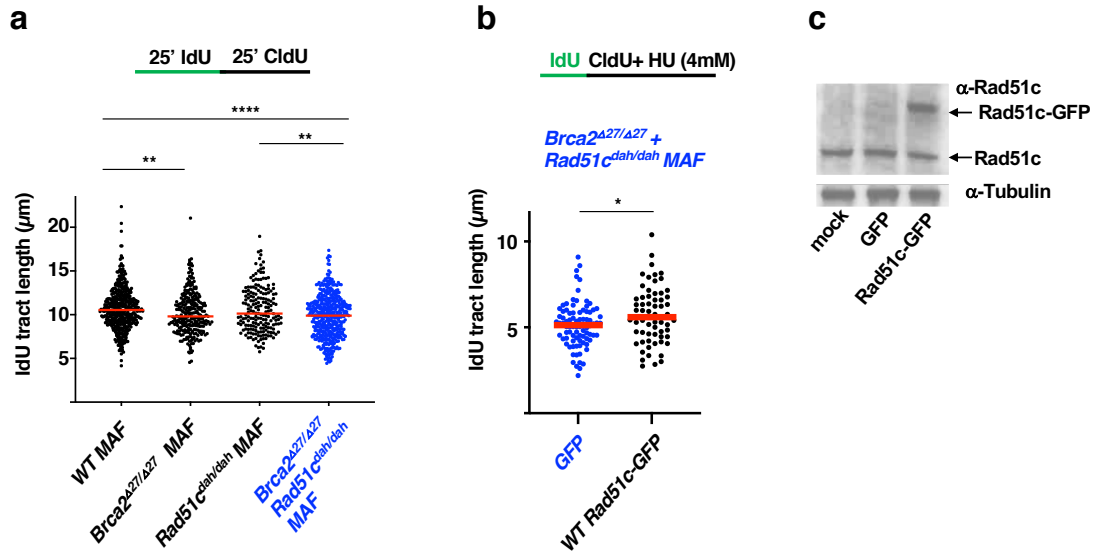 a
25’ IdU 25’ CldU
****
**
**
IdU tract length (µm)
20
15
10
5
WT MAF
Brca2Δ27/Δ27 MAF
Rad51cdah/dah MAF
Brca2Δ27/Δ27
Rad51cdah/dah
MAF
b
IdU CldU+ HU (4mM)
Brca2Δ27/Δ27 +
Rad51cdah/dah MAF
*
IdU tract length (µm)
10
5
GFP
WT Rad51c-GFP
c
α-Rad51c
Rad51c-GFP
Rad51c
α-Tubulin
mock
GFP
Rad51c-GFP